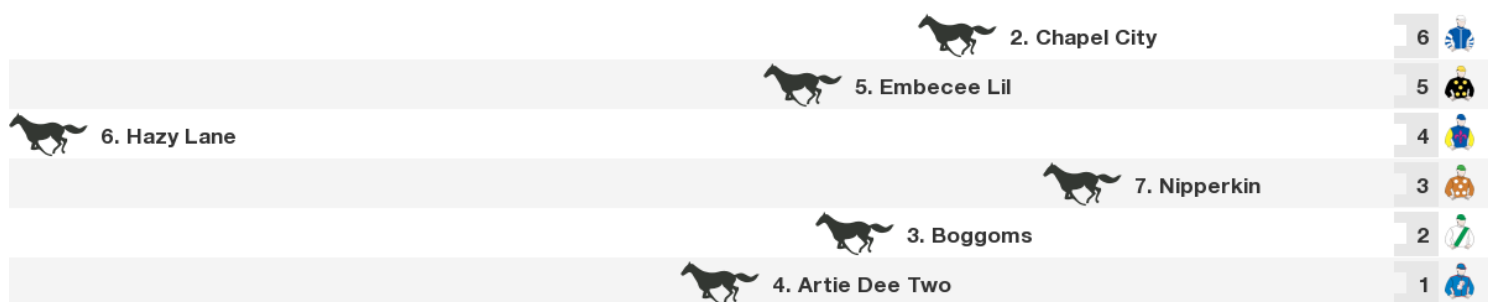 2. Chapel City 6
5. Embecee Lil 5
6. Hazy Lane 4
7. Nipperkin 3
3. Boggoms 2
4. Artie Dee Two 1